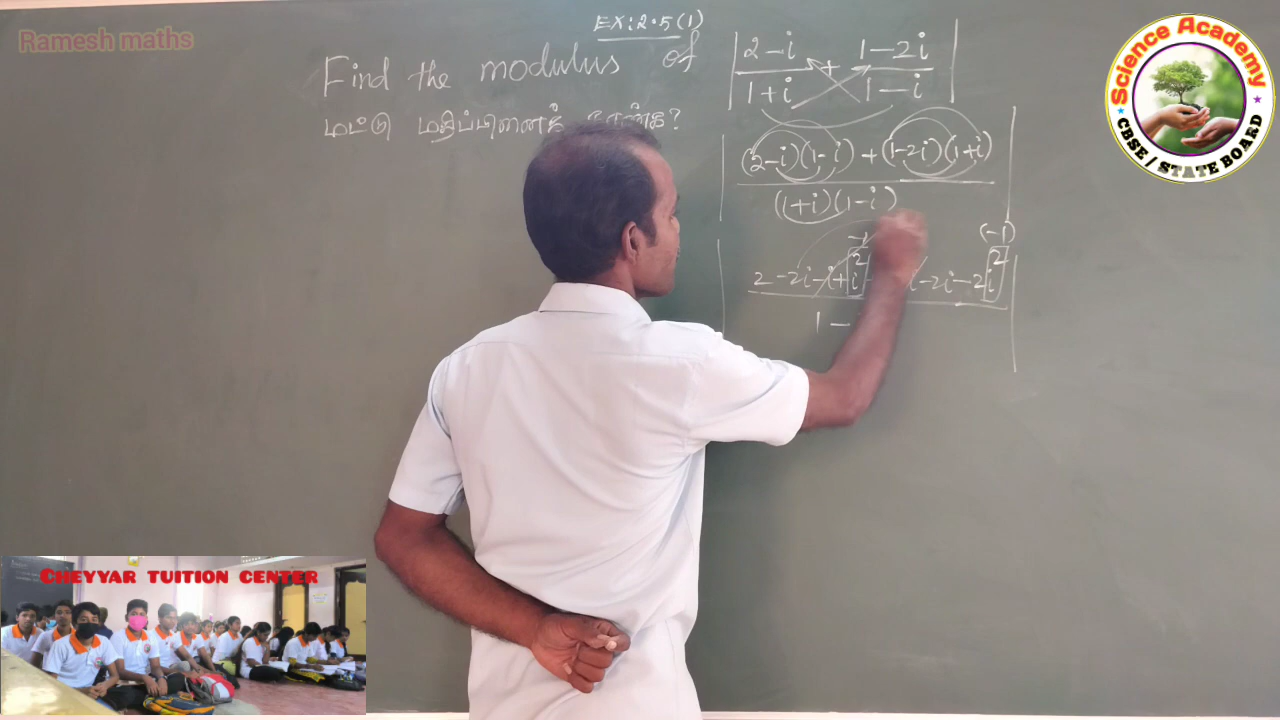 Ramesh maths
Ex: 2.5(1)
Find the modulus of | (2-i)/(1+i) + (1-2i)/(1-i) |
மட்டு மதிப்பினைக்
| ((2-i)(1-i) + (1-2i)(1+i)) / ((1+i)(1-i)) |
-1 (-1)
2 - 2i - i + i² i - 2i - 2i²
1 -
Science Academy
CBSE / STATE BOARD
CHEYYAR TUITION CENTER